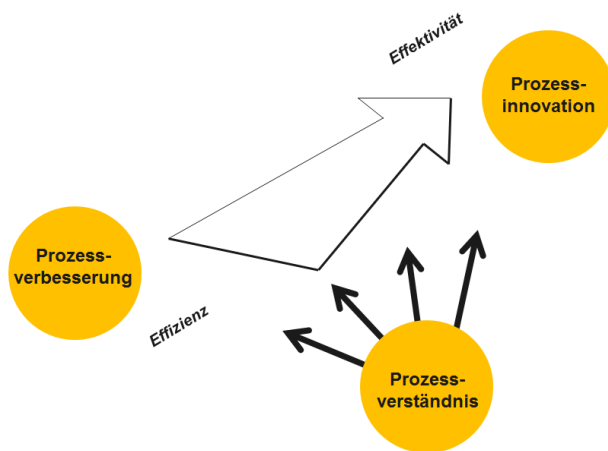 Effektivität
Prozess-
innovation
Prozess-
verbesserung
Effizienz
Prozess-
verständnis